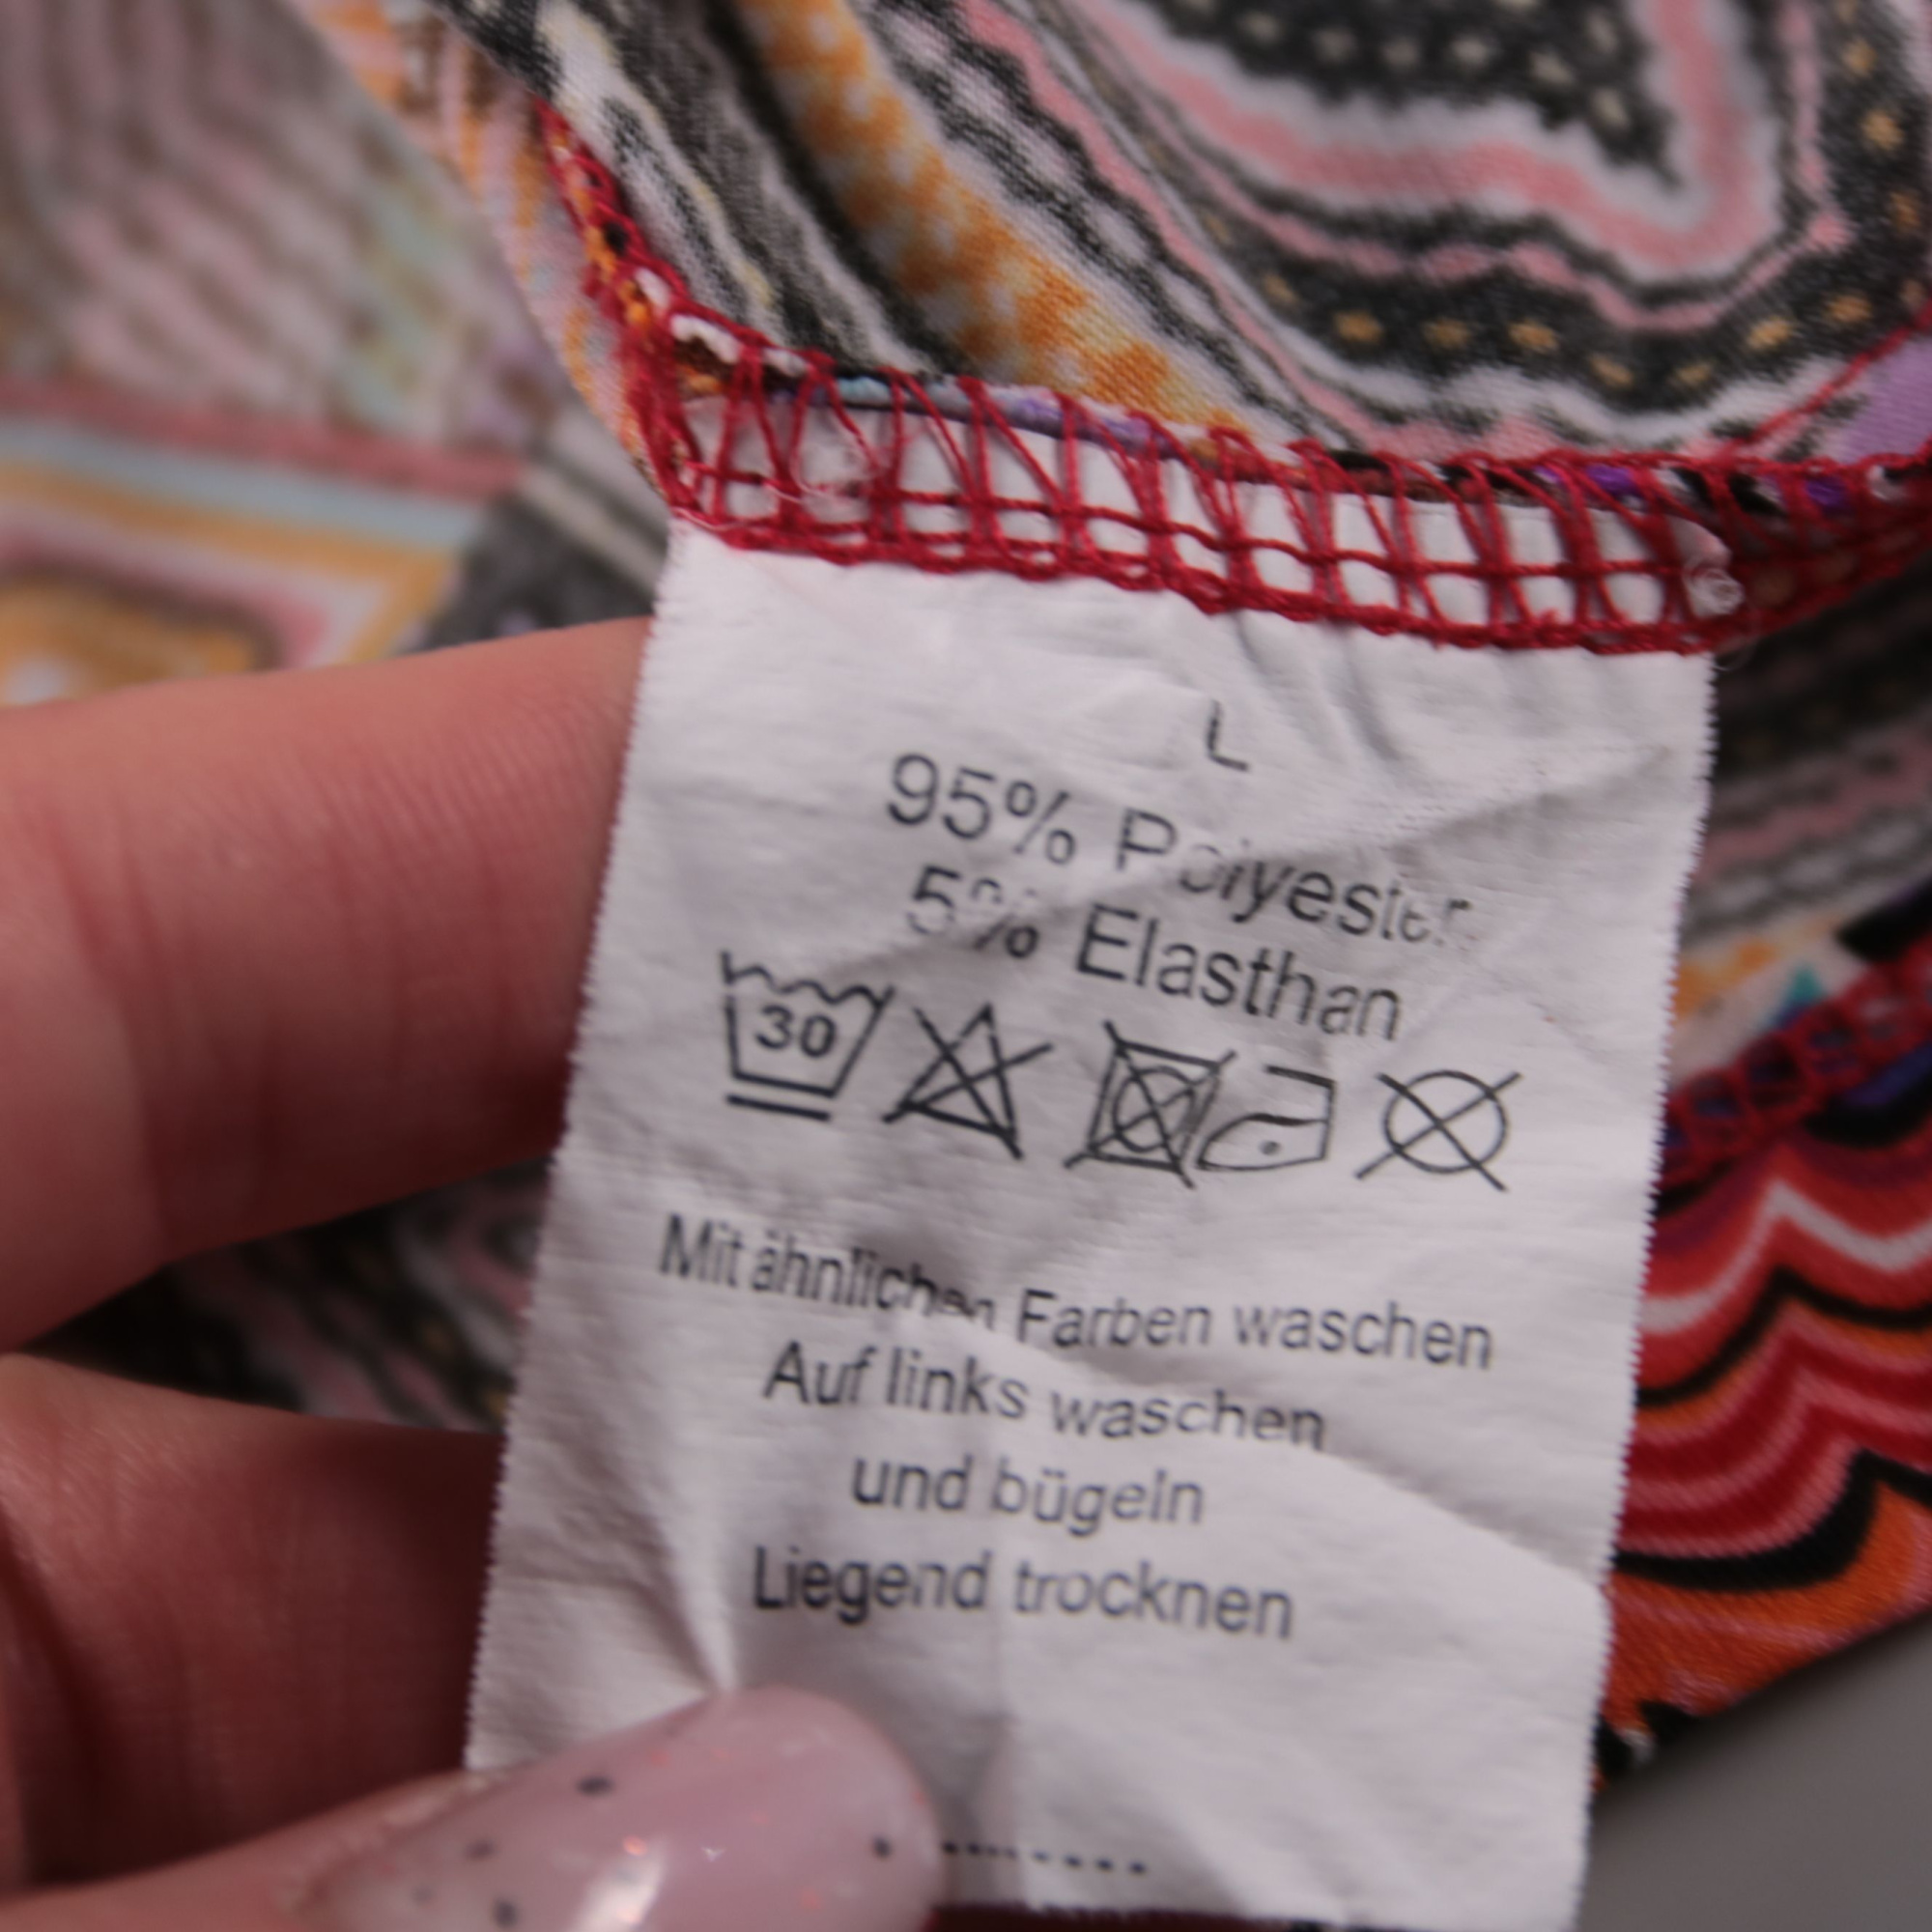 L
95% Polyester
5% Elasthan
30
Mit ähnlichen Farben waschen
Auf links waschen
und bügeln
Liegend trocknen